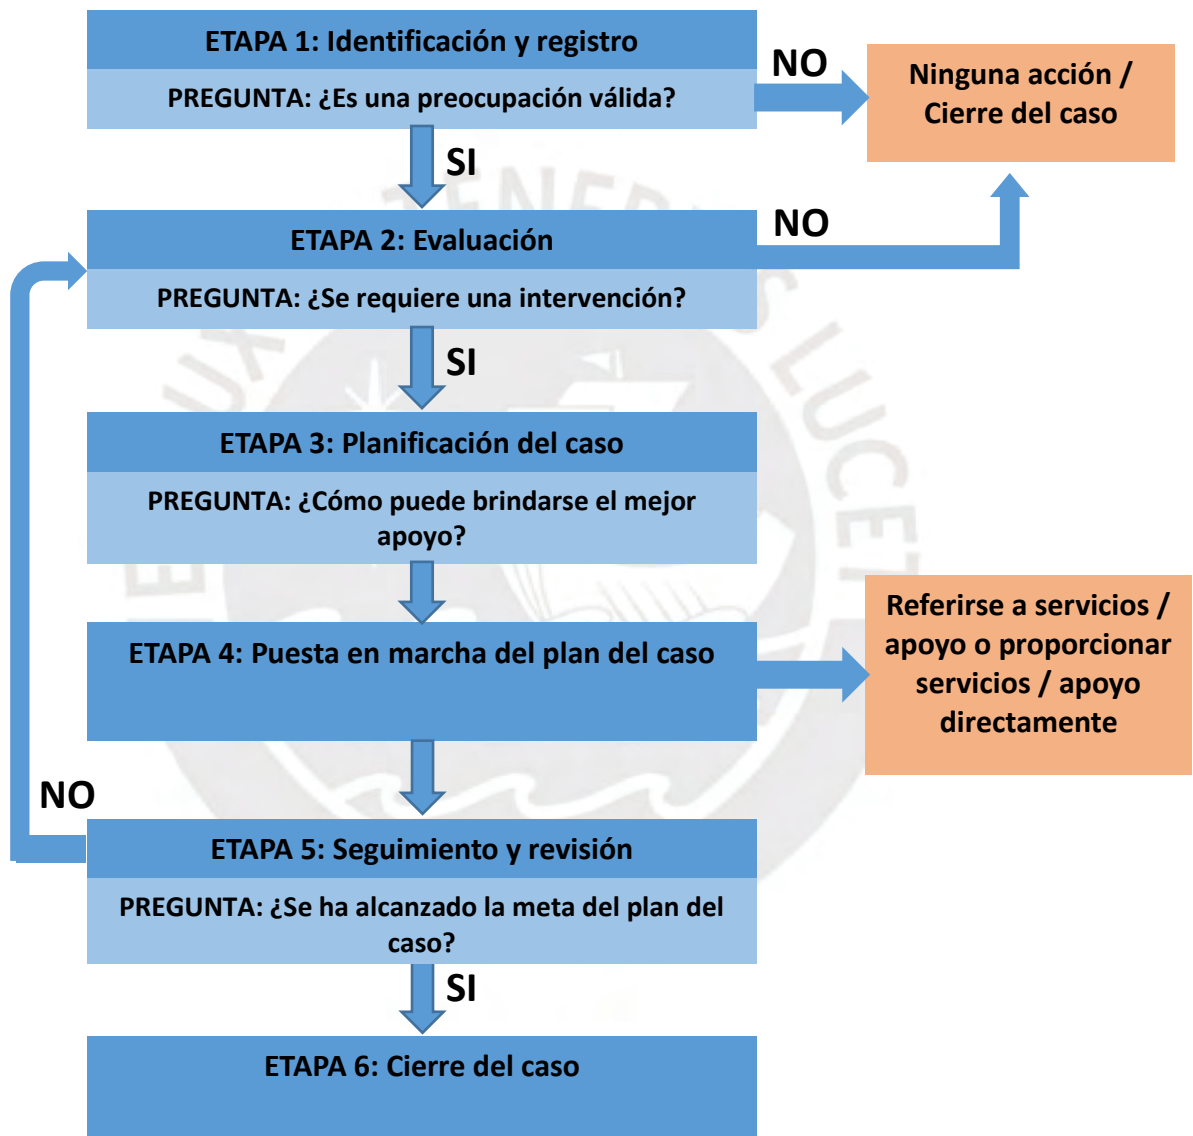 ETAPA 1: Identificación y registro
PREGUNTA: ¿Es una preocupación válida?
NO
Ninguna acción /
Cierre del caso
SI
ETAPA 2: Evaluación
NO
PREGUNTA: ¿Se requiere una intervención?
SI
ETAPA 3: Planificación del caso
PREGUNTA: ¿Cómo puede brindarse el mejor
apoyo?
ETAPA 4: Puesta en marcha del plan del caso
Referirse a servicios /
apoyo o proporcionar
servicios / apoyo
directamente
NO
ETAPA 5: Seguimiento y revisión
PREGUNTA: ¿Se ha alcanzado la meta del plan del
caso?
SI
ETAPA 6: Cierre del caso